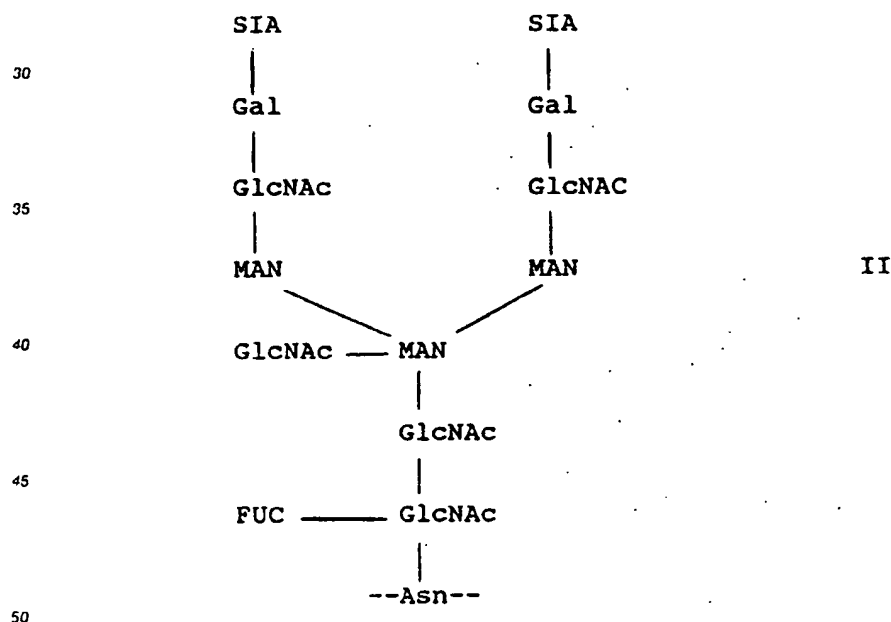 SIA SIA
30
Gal Gal
GlcNAc GlcNAC
35
MAN MAN II
40
GlcNAc MAN
GlcNAc
45
FUC GlcNAc
--Asn--
50